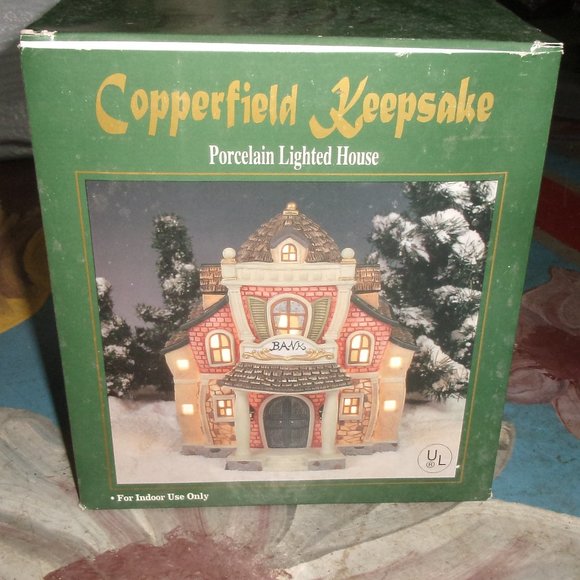 Copperfield Keepsake
Porcelain Lighted House
BANK
UL
®
• For Indoor Use Only